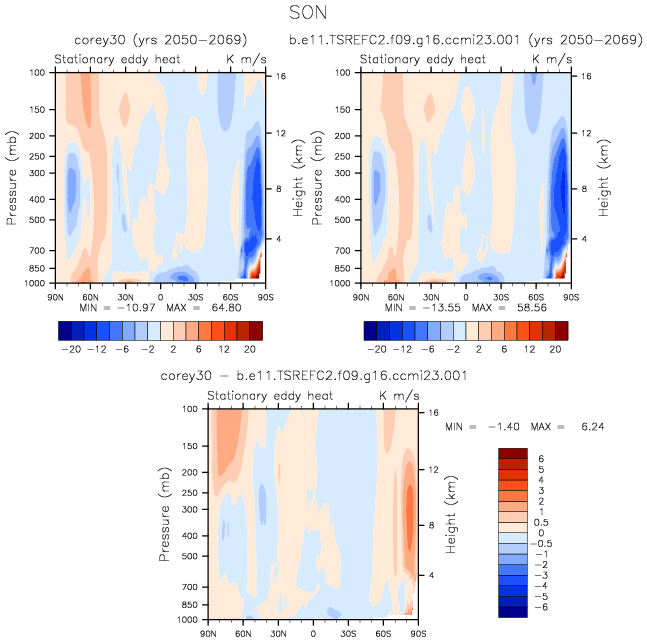 SON
corey30 (yrs 2050-2069)
b.e11.TSREFC2.f09.g16.ccmi23.001 (yrs 2050-2069)
Stationary eddy heat K m/s
Stationary eddy heat K m/s
Pressure (mb)
100
150
200
250
300
400
500
700
850
1000
16
12
8
4
Height (km)
90N 60N 30N 0 30S 60S 90S
MIN = -10.97 MAX = 64.80
-20 -12 -6 -2 2 6 12 20
Pressure (mb)
100
150
200
250
300
400
500
700
850
1000
16
12
8
4
Height (km)
90N 60N 30N 0 30S 60S 90S
MIN = -13.55 MAX = 58.56
-20 -12 -6 -2 2 6 12 20
corey30 - b.e11.TSREFC2.f09.g16.ccmi23.001
Stationary eddy heat K m/s
Pressure (mb)
100
150
200
250
300
400
500
700
850
1000
16
12
8
4
Height (km)
90N 60N 30N 0 30S 60S 90S
MIN = -1.40 MAX = 6.24
6
5
4
3
2
1
0.5
0
-0.5
-1
-2
-3
-4
-5
-6